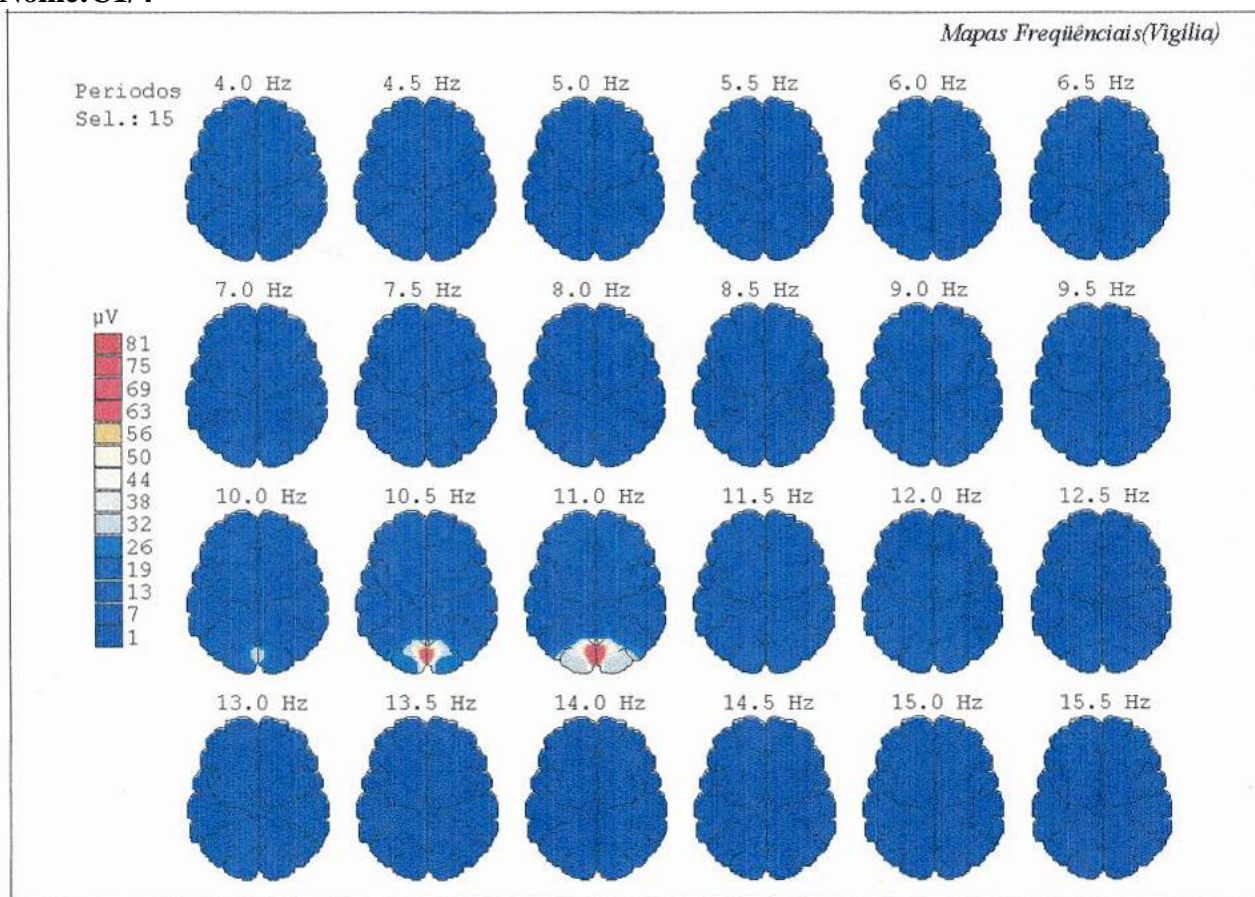 Mapas Freqüênciais(Vigília)
Periodos
Sel.: 15
4.0 Hz 4.5 Hz 5.0 Hz 5.5 Hz 6.0 Hz 6.5 Hz
7.0 Hz 7.5 Hz 8.0 Hz 8.5 Hz 9.0 Hz 9.5 Hz
µV
81
75
69
63
56
50
44
38
32
26
19
13
7
1
10.0 Hz 10.5 Hz 11.0 Hz 11.5 Hz 12.0 Hz 12.5 Hz
13.0 Hz 13.5 Hz 14.0 Hz 14.5 Hz 15.0 Hz 15.5 Hz